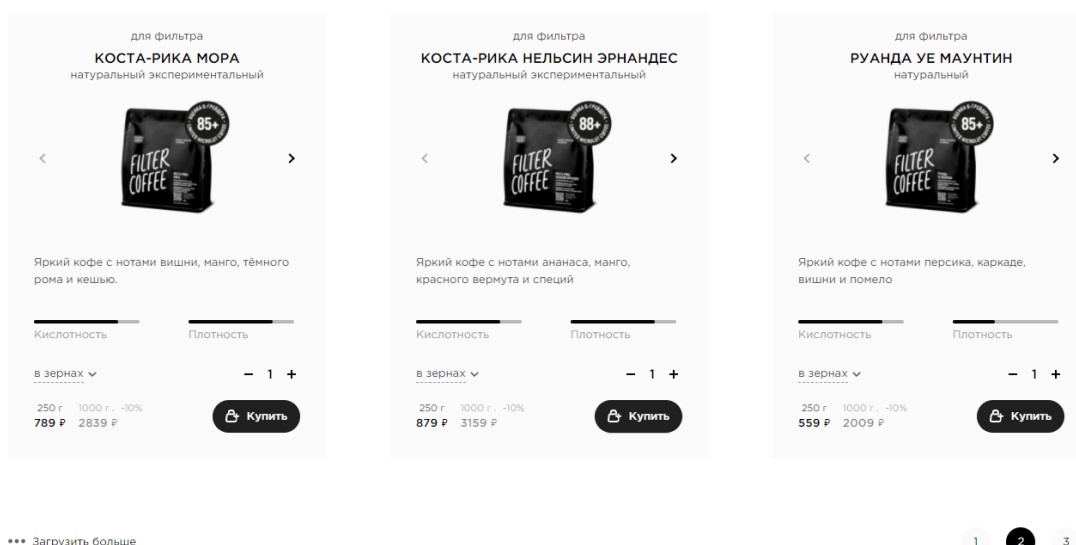 для фильтра
КОСТА-РИКА МОРА
натуральный экспериментальный
85+
FILTER
COFFEE
Яркий кофе с нотами вишни, манго, тёмного
рома и кешью.
Кислотность Плотность
в зернах − 1 +
250 г 1000 г. -10%
789 ₽ 2839 ₽
Купить
для фильтра
КОСТА-РИКА НЕЛЬСИН ЭРНАНДЕС
натуральный экспериментальный
88+
FILTER
COFFEE
Яркий кофе с нотами ананаса, манго,
красного вермута и специй
Кислотность Плотность
в зернах − 1 +
250 г 1000 г. -10%
879 ₽ 3159 ₽
Купить
для фильтра
РУАНДА УЕ МАУНТИН
натуральный
85+
FILTER
COFFEE
Яркий кофе с нотами персика, каркаде,
вишни и помело
Кислотность Плотность
в зернах − 1 +
250 г 1000 г. -10%
559 ₽ 2009 ₽
Купить
••• Загрузить больше
1 2 3